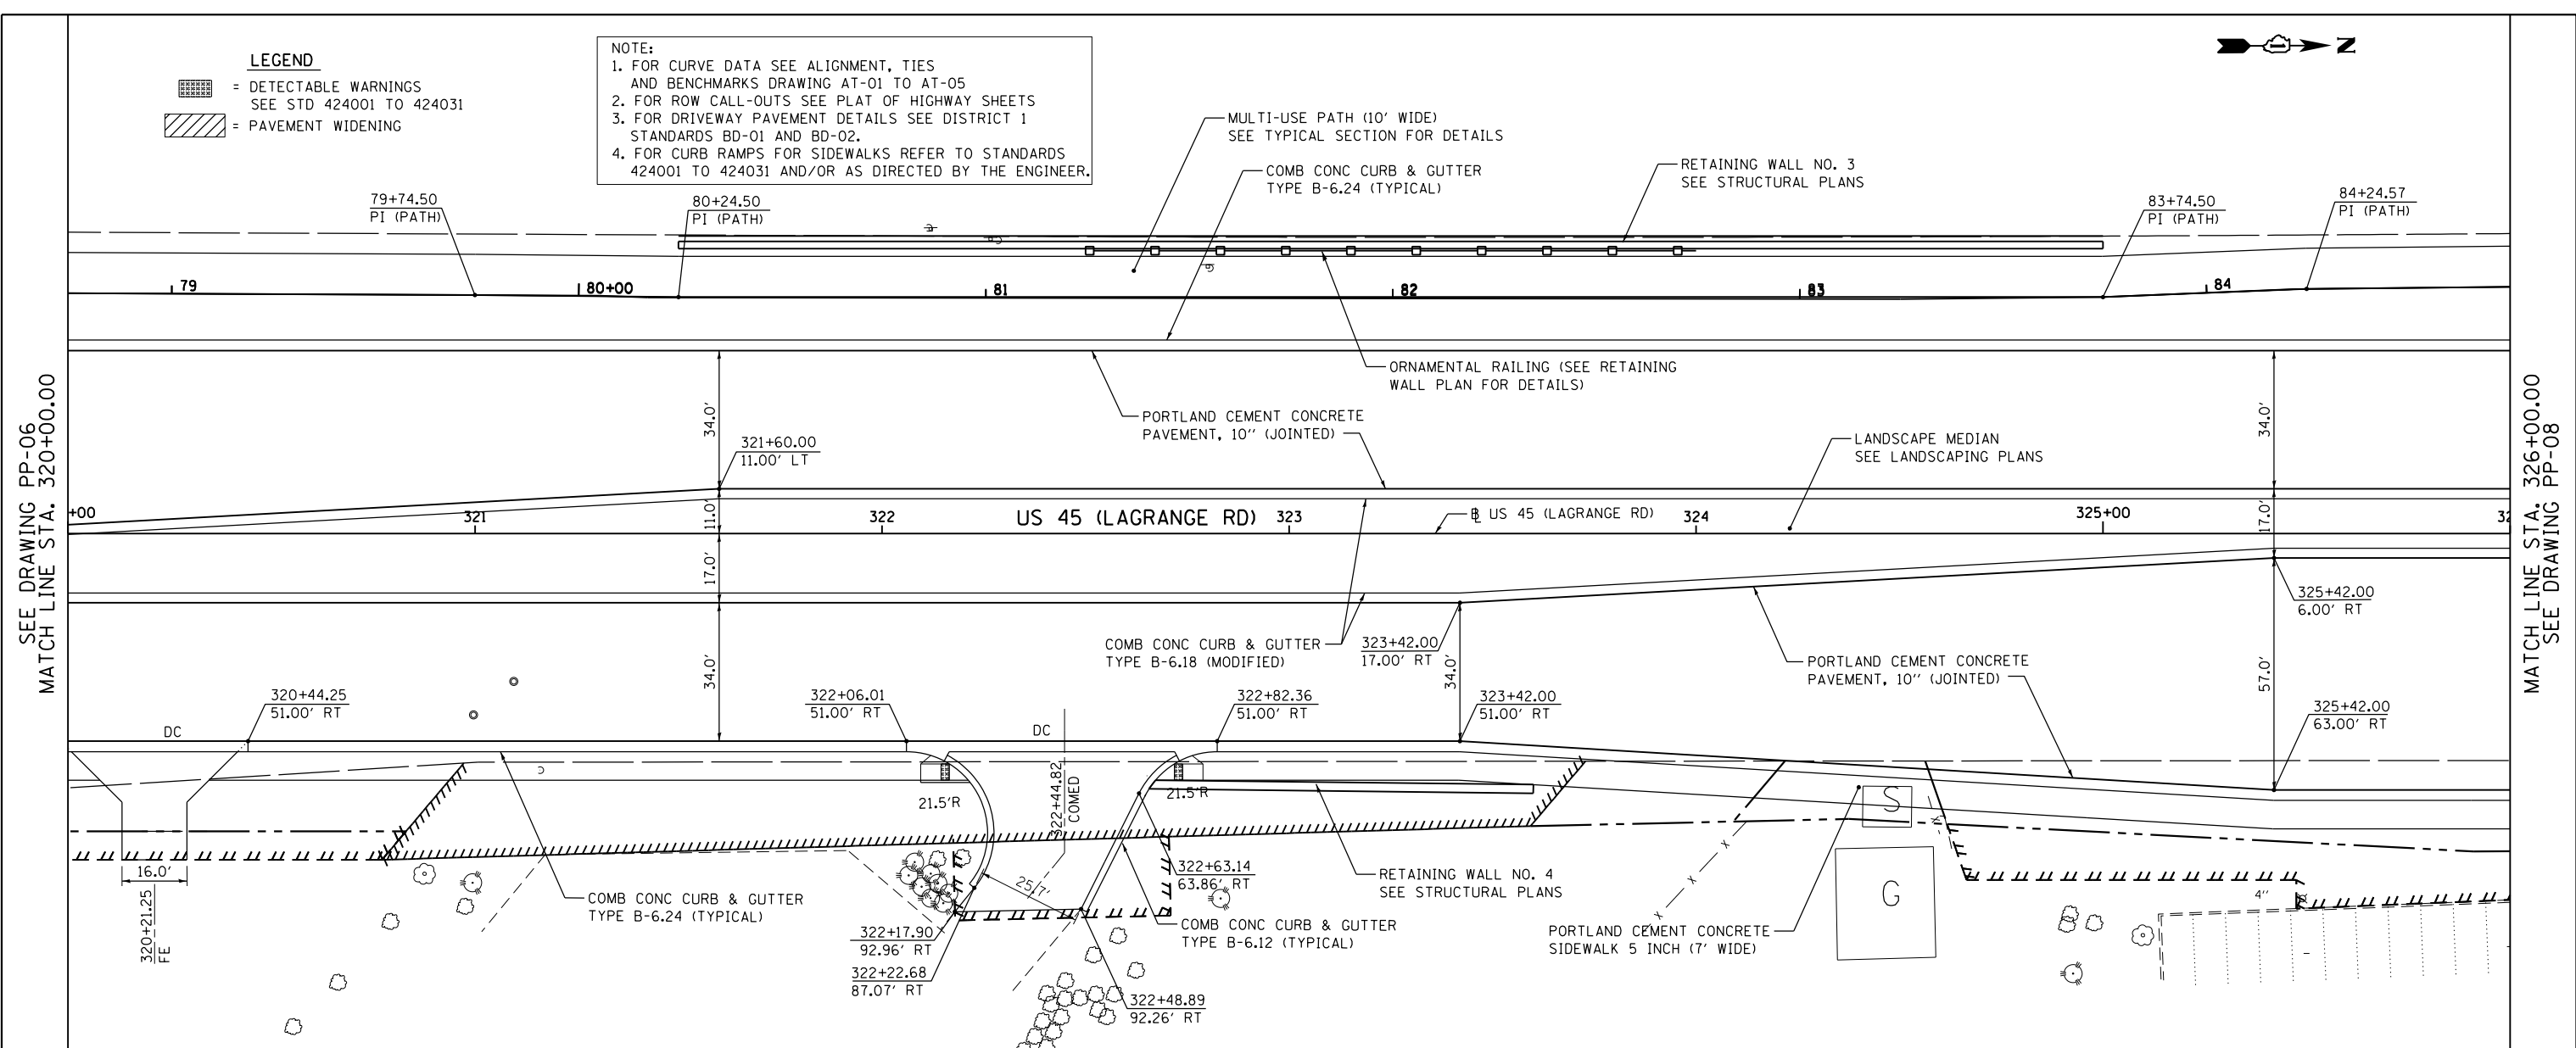 LEGEND
= DETECTABLE WARNINGS
SEE STD 424001 TO 424031
= PAVEMENT WIDENING
NOTE:
1. FOR CURVE DATA SEE ALIGNMENT, TIES
AND BENCHMARKS DRAWING AT-01 TO AT-05
2. FOR ROW CALL-OUTS SEE PLAT OF HIGHWAY SHEETS
3. FOR DRIVEWAY PAVEMENT DETAILS SEE DISTRICT 1
STANDARDS BD-01 AND BD-02.
4. FOR CURB RAMPS FOR SIDEWALKS REFER TO STANDARDS
424001 TO 424031 AND/OR AS DIRECTED BY THE ENGINEER.
N
MULTI-USE PATH (10' WIDE)
SEE TYPICAL SECTION FOR DETAILS
COMB CONC CURB & GUTTER
TYPE B-6.24 (TYPICAL)
RETAINING WALL NO. 3
SEE STRUCTURAL PLANS
79+74.50
PI (PATH)
80+24.50
PI (PATH)
83+74.50
PI (PATH)
84+24.57
PI (PATH)
79
80+00
81
82
83
84
ORNAMENTAL RAILING (SEE RETAINING
WALL PLAN FOR DETAILS)
PORTLAND CEMENT CONCRETE
PAVEMENT, 10'' (JOINTED)
34.0'
34.0'
321+60.00
11.00' LT
LANDSCAPE MEDIAN
SEE LANDSCAPING PLANS
SEE DRAWING PP-06
MATCH LINE STA. 320+00.00
MATCH LINE STA. 326+00.00
SEE DRAWING PP-08
+00
321
322
US 45 (LAGRANGE RD)
323
BL US 45 (LAGRANGE RD)
324
325+00
32
11.0'
17.0'
17.0'
34.0'
COMB CONC CURB & GUTTER
TYPE B-6.18 (MODIFIED)
323+42.00
17.00' RT
34.0'
PORTLAND CEMENT CONCRETE
PAVEMENT, 10'' (JOINTED)
325+42.00
6.00' RT
57.0'
320+44.25
51.00' RT
322+06.01
51.00' RT
322+82.36
51.00' RT
323+42.00
51.00' RT
325+42.00
63.00' RT
DC
DC
21.5'R
21.5'R
322+44.82
COMED
S
G
16.0'
320+21.25
FE
COMB CONC CURB & GUTTER
TYPE B-6.24 (TYPICAL)
25.7'
322+63.14
63.86' RT
RETAINING WALL NO. 4
SEE STRUCTURAL PLANS
COMB CONC CURB & GUTTER
TYPE B-6.12 (TYPICAL)
322+17.90
92.96' RT
322+22.68
87.07' RT
322+48.89
92.26' RT
PORTLAND CEMENT CONCRETE
SIDEWALK 5 INCH (7' WIDE)
4''